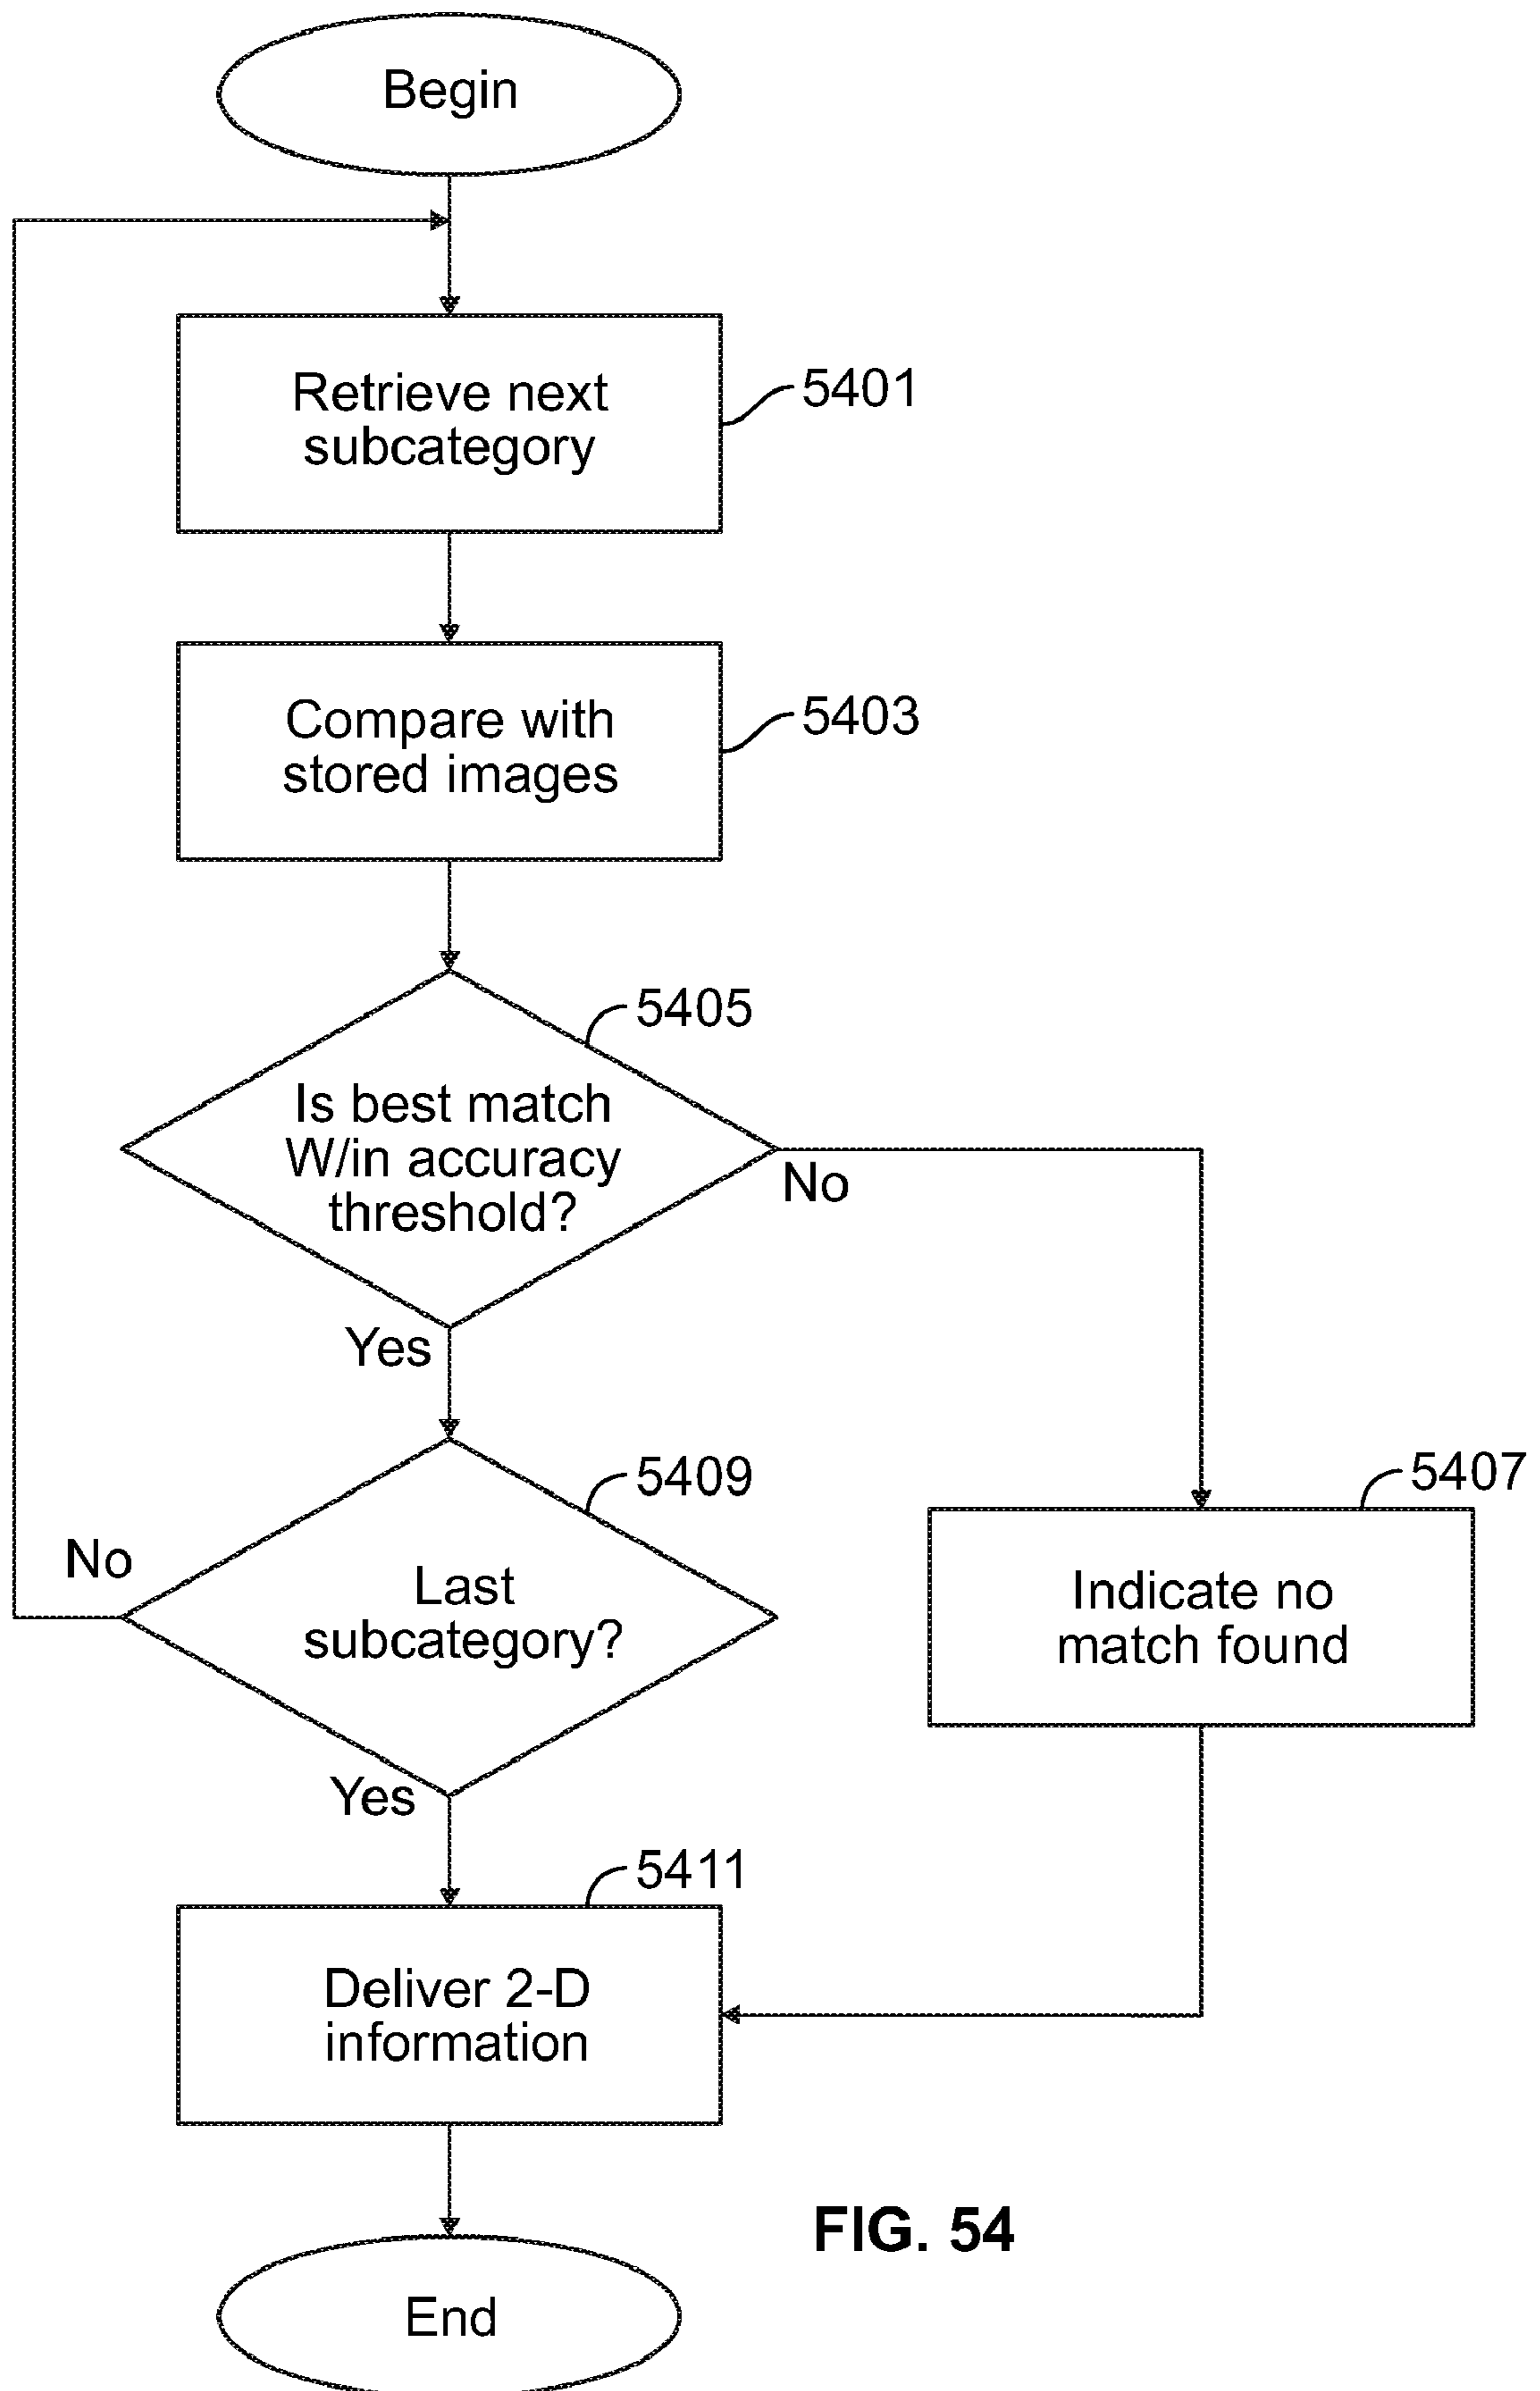 Begin
Retrieve next
subcategory
5401
Compare with
stored images
5403
5405
Is best match
W/in accuracy
threshold?
No
Yes
5409
5407
No
Last
subcategory?
Indicate no
match found
Yes
5411
Deliver 2-D
information
FIG. 54
End